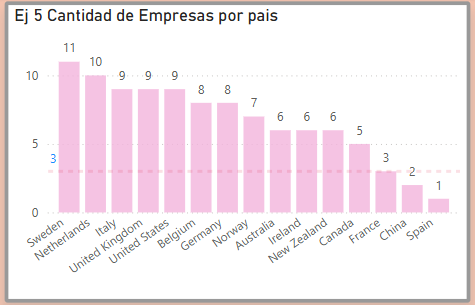 Ej 5 Cantidad de Empresas por pais
11
10
9
9
9
8
8
7
6
6
6
5
3
2
1
10
5
3
0
Sweden
Netherlands
Italy
United Kingdom
United States
Belgium
Germany
Norway
Australia
Ireland
New Zealand
Canada
France
China
Spain